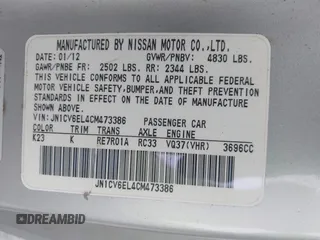 MANUFACTURED BY NISSAN MOTOR CO.,LTD.
DATE: 01/12 GVWR/PNBV: 4830 LBS.
GAWR/PNBE FR: 2502 LBS. RR: 2344 LBS.
THIS VEHICLE CONFORMS TO ALL APPLICABLE FEDERAL
MOTOR VEHICLE SAFETY,BUMPER,AND THEFT PREVENTION
STANDARDS IN EFFECT ON THE DATE OF MANUFACTURE
SHOWN ABOVE.
VIN: JN1CV6EL4CM473386 PASSENGER CAR
COLOR TRIM TRANS AXLE ENGINE
K23 K RE7R01A RC33 VQ37(VHR) 3696CC
JN1CV6EL4CM473386
© DREAMBID
DREAMBID.COM